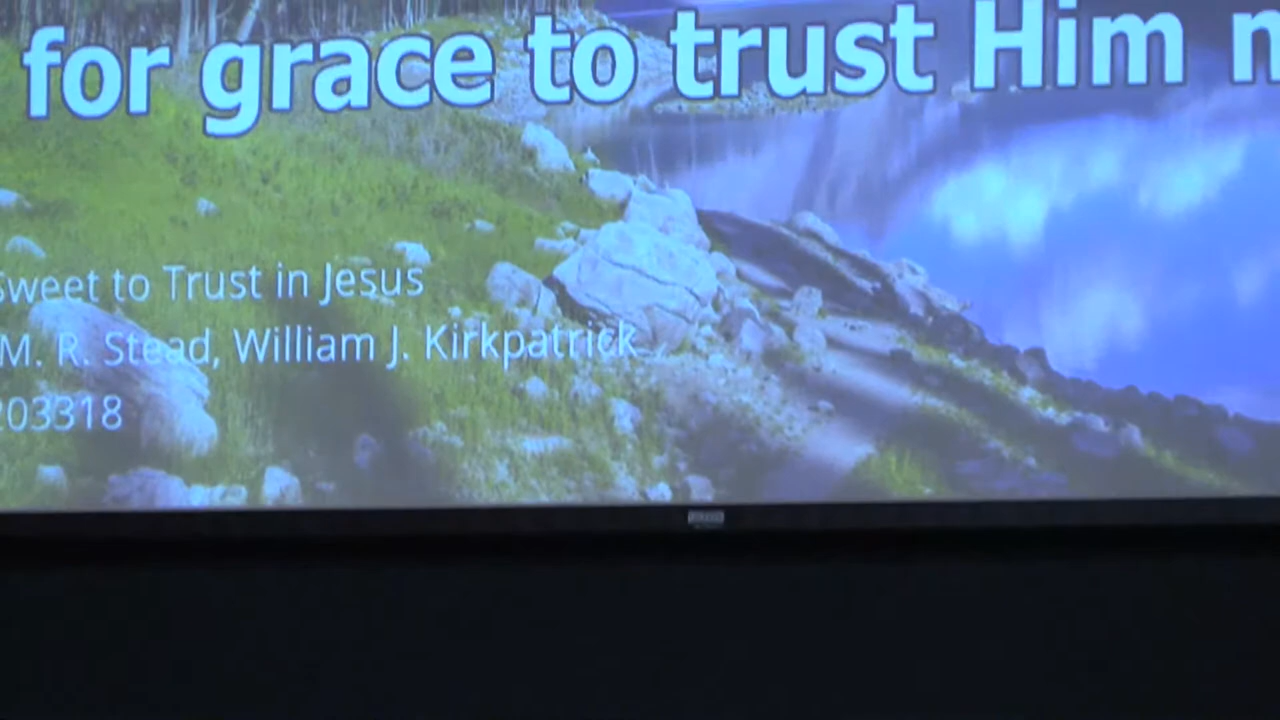 for grace to trust Him
Sweet to Trust in Jesus
M. R. Stead, William J. Kirkpatrick
203318